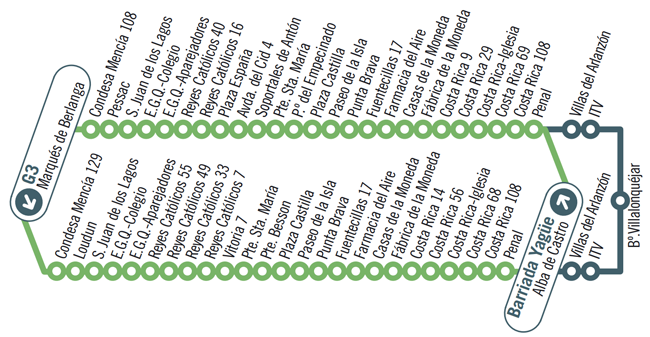 G3
Marqués de Berlanga
Condesa Mencía 108
Pessac
S. Juan de los Lagos
E.G.Q.-Colegio
E.G.Q.-Aparejadores
Reyes Católicos 40
Reyes Católicos 16
Plaza España
Avda. del Cid 4
Soportales de Antón
Pte. Sta. María
P.º del Empecinado
Plaza Castilla
Paseo de la Isla
Punta Brava
Fuentecillas 17
Farmacia del Aire
Casas de la Moneda
Fábrica de la Moneda
Costa Rica 9
Costa Rica 29
Costa Rica-Iglesia
Costa Rica 69
Costa Rica 108
Penal
Villas del Arlanzón
ITV
Bº.Villalonquéjar
Condesa Mencía 129
Loudun
S. Juan de los Lagos
E.G.Q.-Colegio
E.G.Q.-Aparejadores
Reyes Católicos 55
Reyes Católicos 49
Reyes Católicos 33
Reyes Católicos 7
Vitoria 7
Pte. Sta. María
Pte. Besson
Plaza Castilla
Paseo de la Isla
Punta Brava
Fuentecillas 17
Farmacia del Aire
Casas de la Moneda
Fábrica de la Moneda
Costa Rica 14
Costa Rica 56
Costa Rica-Iglesia
Costa Rica 68
Costa Rica 108
Penal
Barriada Yagüe
Alba de Castro
Villas del Arlanzón
ITV